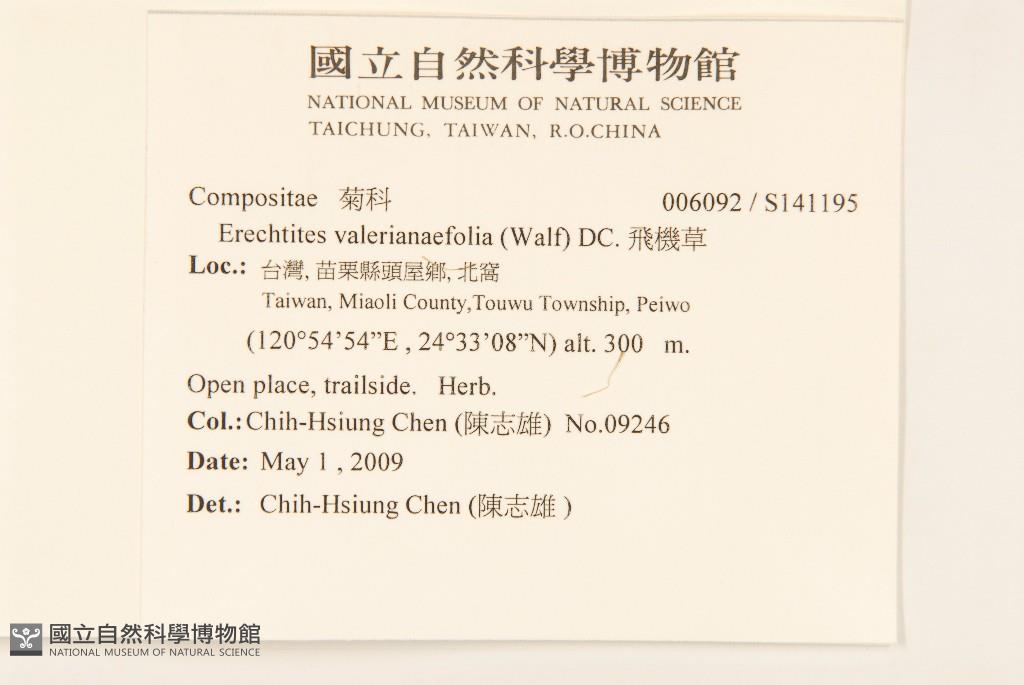 國立自然科學博物館
NATIONAL MUSEUM OF NATURAL SCIENCE
TAICHUNG, TAIWAN, R.O.CHINA
Compositae 菊科 006092 / S141195
Erechtites valerianaefolia (Walf) DC. 飛機草
Loc.: 台灣, 苗栗縣頭屋鄉, 北窩
Taiwan, Miaoli County,Touwu Township, Peiwo
(120°54’54”E , 24°33’08”N) alt. 300 m.
Open place, trailside. Herb.
Col.: Chih-Hsiung Chen (陳志雄) No.09246
Date: May 1 , 2009
Det.: Chih-Hsiung Chen (陳志雄 )
國立自然科學博物館
NATIONAL MUSEUM OF NATURAL SCIENCE